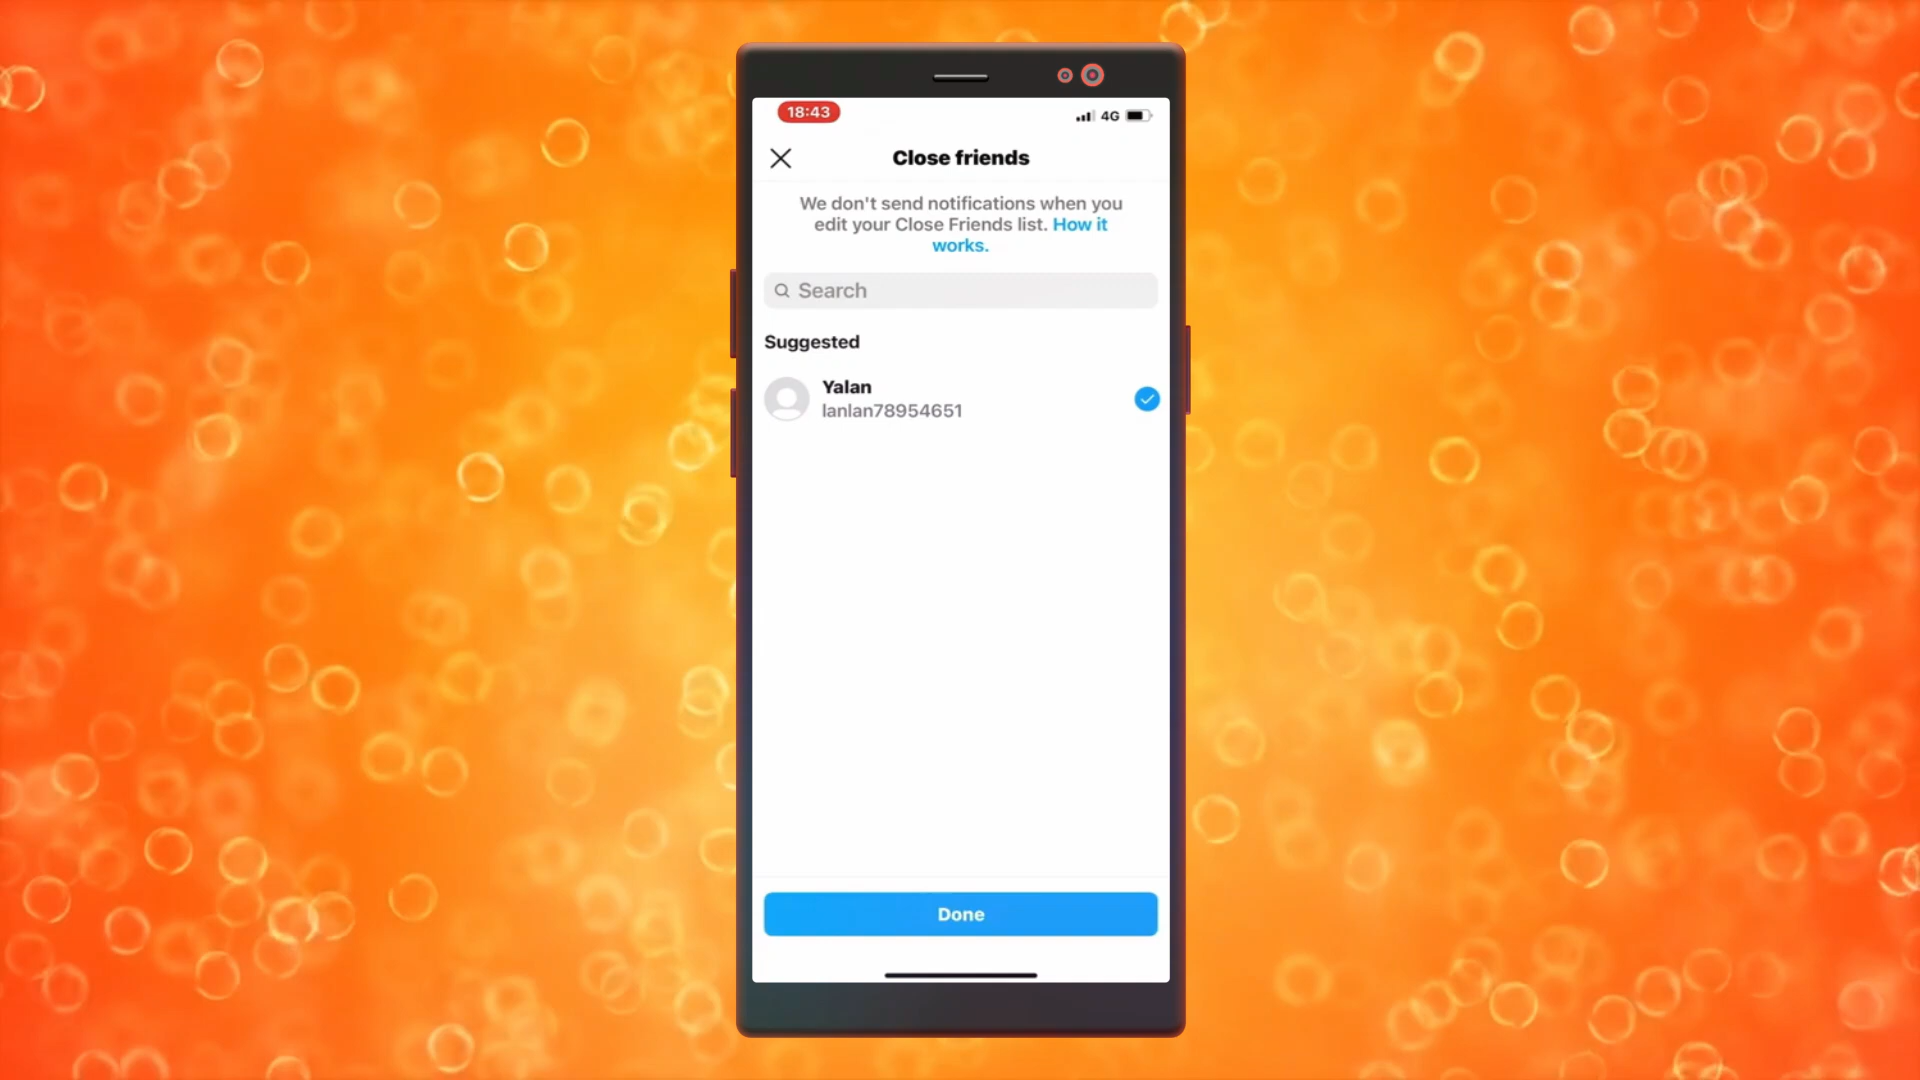 18:43
4G
Close friends
We don't send notifications when you
edit your Close Friends list. How it
works.
Search
Suggested
Yalan
lanlan78954651
Done